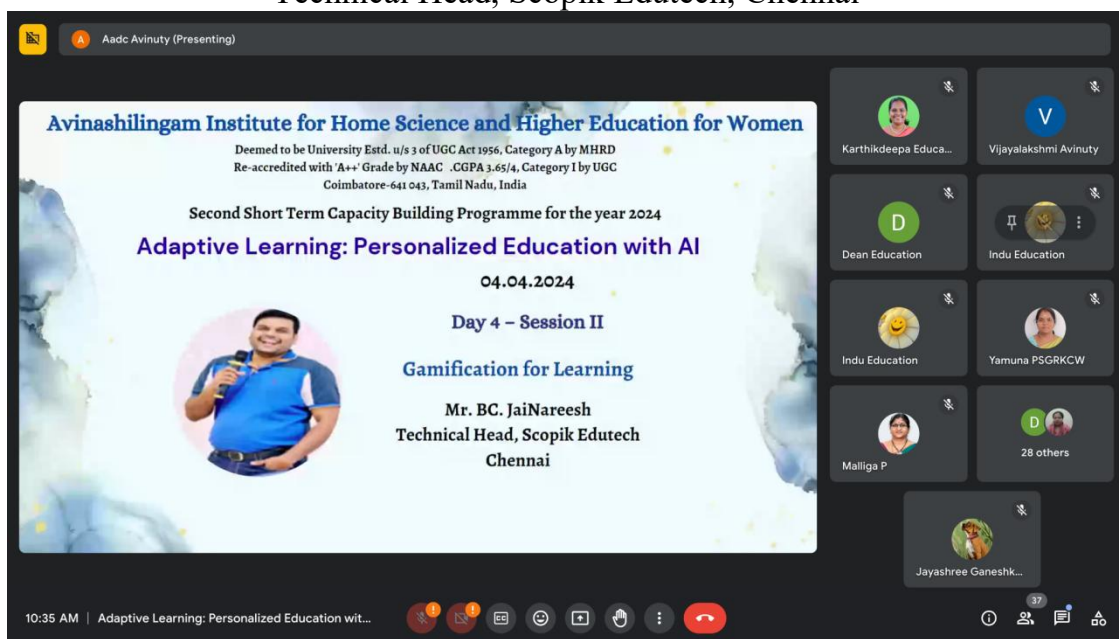 Technical Head, Scopik Edutech, Chennai
A
Aadc Avinuty (Presenting)
Avinashilingam Institute for Home Science and Higher Education for Women
Deemed to be University Estd. u/s 3 of UGC Act 1956, Category A by MHRD
Re-accredited with 'A++' Grade by NAAC .CGPA 3.65/4, Category I by UGC
Coimbatore-641 043, Tamil Nadu, India
Second Short Term Capacity Building Programme for the year 2024
Adaptive Learning: Personalized Education with AI
04.04.2024
Day 4 – Session II
Gamification for Learning
Mr. BC. JaiNareesh
Technical Head, Scopik Edutech
Chennai
Karthikdeepa Educa...
V
Vijayalakshmi Avinuty
D
Dean Education
Indu Education
Indu Education
Yamuna PSGRKCW
Malliga P
D
28 others
Jayashree Ganeshk...
10:35 AM | Adaptive Learning: Personalized Education wit...
CC
37